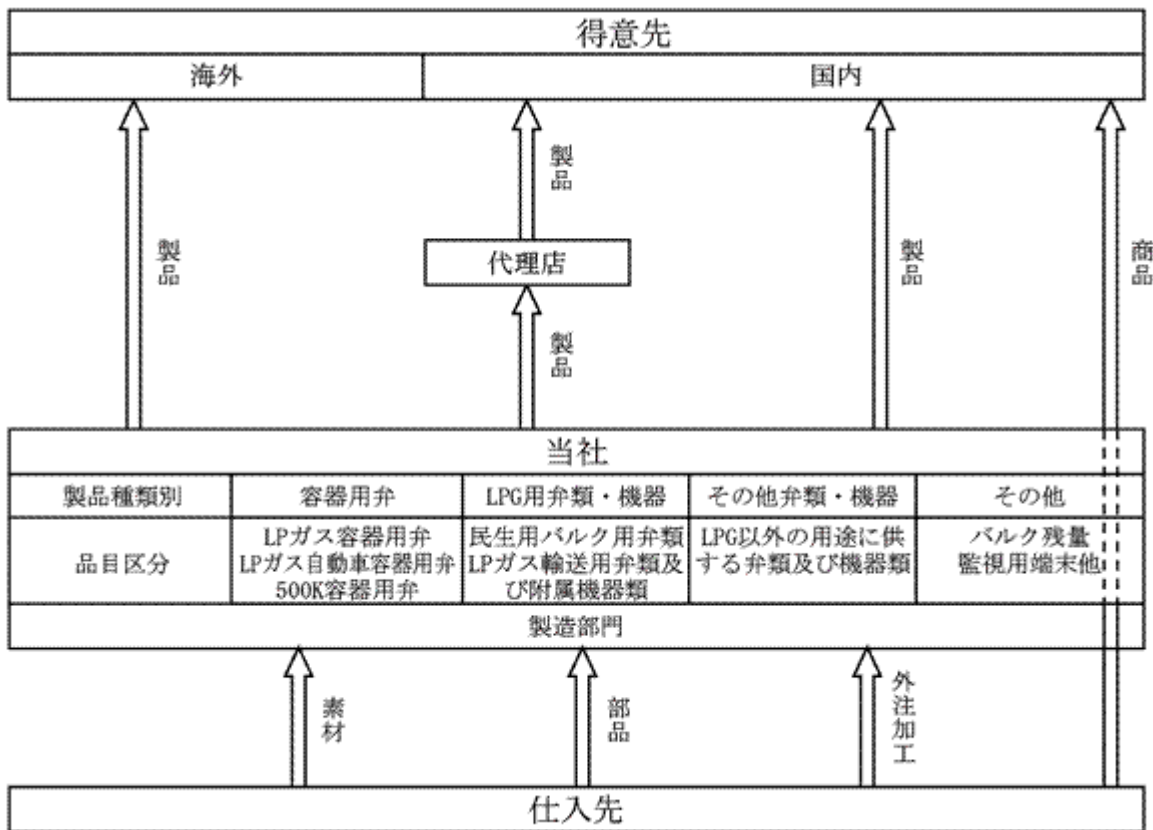 得意先
海外
国内
製品
製品
代理店
製品
製品
商品
当社
製品種類別
容器用弁
LPG用弁類・機器
その他弁類・機器
その他
品目区分
LPガス容器用弁
LPガス自動車容器用弁
500K容器用弁
民生用バルク用弁類
LPガス輸送用弁類及
び附属機器類
LPG以外の用途に供
する弁類及び機器類
バルク残量
監視用端末他
製造部門
素材
部品
外注加工
仕入先